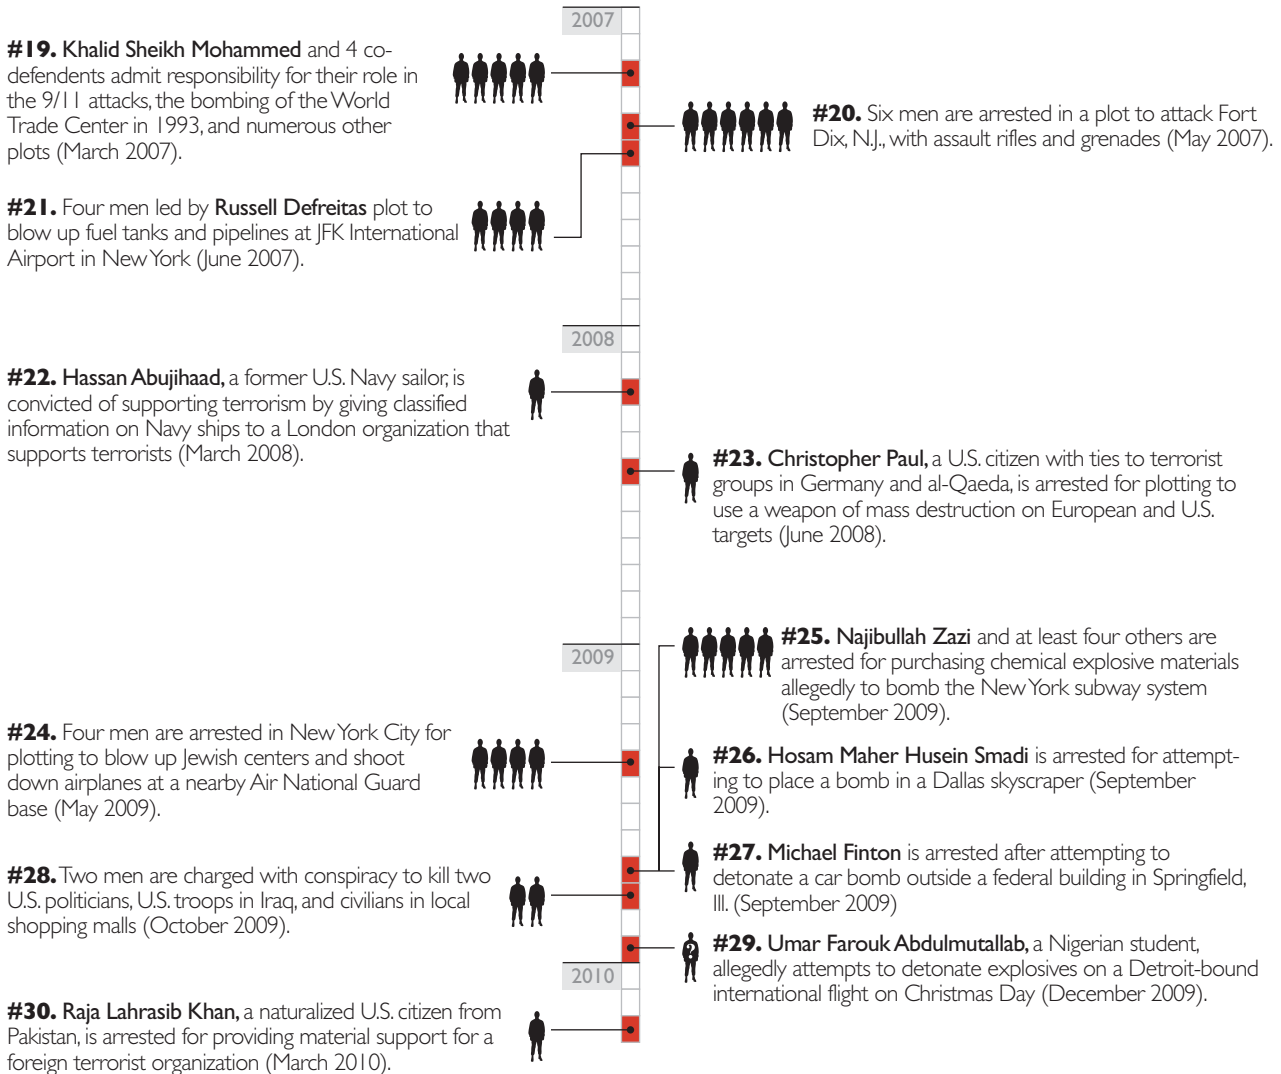 2007
#19. Khalid Sheikh Mohammed and 4 co-
defendents admit responsibility for their role in
the 9/11 attacks, the bombing of the World
Trade Center in 1993, and numerous other
plots (March 2007).
#20. Six men are arrested in a plot to attack Fort
Dix, N.J., with assault rifles and grenades (May 2007).
#21. Four men led by Russell Defreitas plot to
blow up fuel tanks and pipelines at JFK International
Airport in New York (June 2007).
2008
#22. Hassan Abujihaad, a former U.S. Navy sailor, is
convicted of supporting terrorism by giving classified
information on Navy ships to a London organization that
supports terrorists (March 2008).
#23. Christopher Paul, a U.S. citizen with ties to terrorist
groups in Germany and al-Qaeda, is arrested for plotting to
use a weapon of mass destruction on European and U.S.
targets (June 2008).
2009
#25. Najibullah Zazi and at least four others are
arrested for purchasing chemical explosive materials
allegedly to bomb the New York subway system
(September 2009).
#24. Four men are arrested in New York City for
plotting to blow up Jewish centers and shoot
down airplanes at a nearby Air National Guard
base (May 2009).
#26. Hosam Maher Husein Smadi is arrested for attempt-
ing to place a bomb in a Dallas skyscraper (September
2009).
#27. Michael Finton is arrested after attempting to
detonate a car bomb outside a federal building in Springfield,
Ill. (September 2009)
#28. Two men are charged with conspiracy to kill two
U.S. politicians, U.S. troops in Iraq, and civilians in local
shopping malls (October 2009).
?
#29. Umar Farouk Abdulmutallab, a Nigerian student,
allegedly attempts to detonate explosives on a Detroit-bound
international flight on Christmas Day (December 2009).
2010
#30. Raja Lahrasib Khan, a naturalized U.S. citizen from
Pakistan, is arrested for providing material support for a
foreign terrorist organization (March 2010).